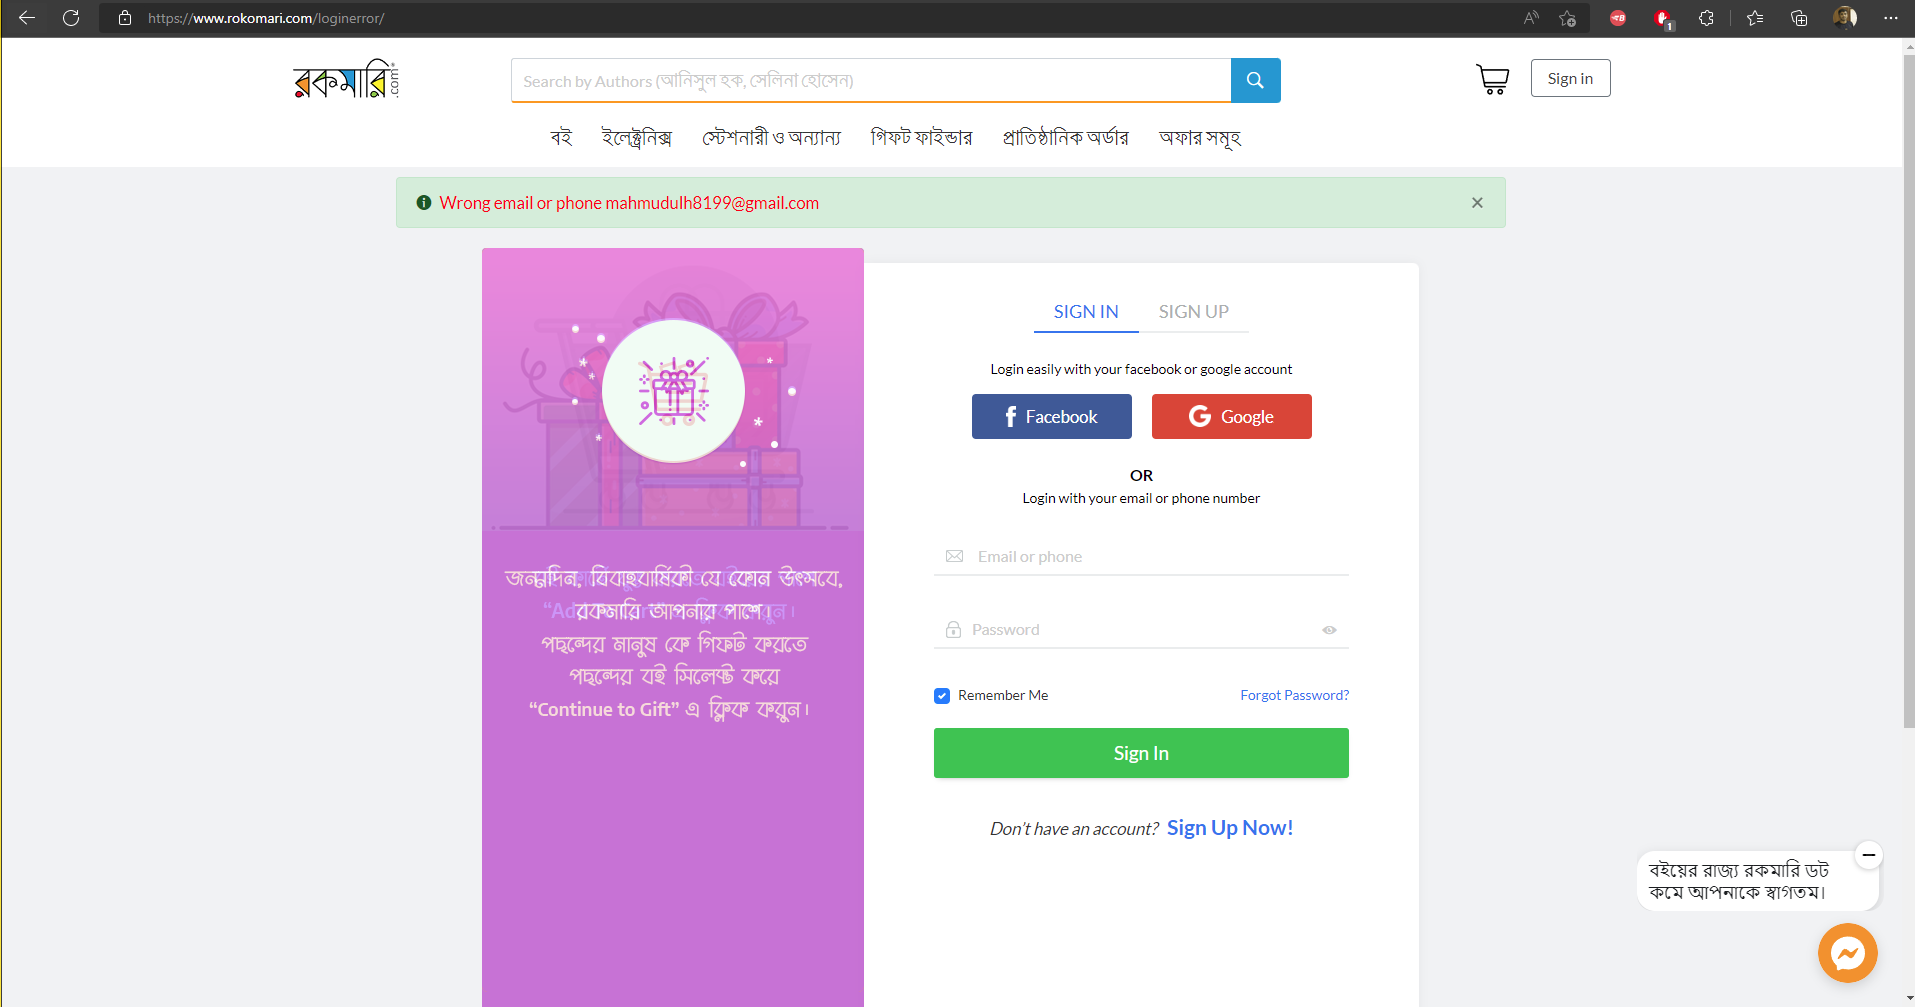 https://www.rokomari.com/loginerror/
1
রকমারি.com
Search by Authors (আনিসুল হক, সেলিনা হোসেন)
Sign in
বই ইলেক্ট্রনিক্স স্টেশনারী ও অন্যান্য গিফট ফাইন্ডার প্রাতিষ্ঠানিক অর্ডার অফার সমূহ
Wrong email or phone mahmudulh8199@gmail.com
SIGN IN SIGN UP
Login easily with your facebook or google account
Facebook Google
OR
Login with your email or phone number
Email or phone
Password
Remember Me Forgot Password?
Sign In
Don't have an account? Sign Up Now!
জন্মদিন, বিবাহবার্ষিকী যে কোন উৎসবে,
রকমারি আপনার পাশে।
পছন্দের মানুষ কে গিফট করতে
পছন্দের বই সিলেক্ট করে
“Continue to Gift” এ ক্লিক করুন।
বইয়ের রাজ্য রকমারি ডট
কমে আপনাকে স্বাগতম।